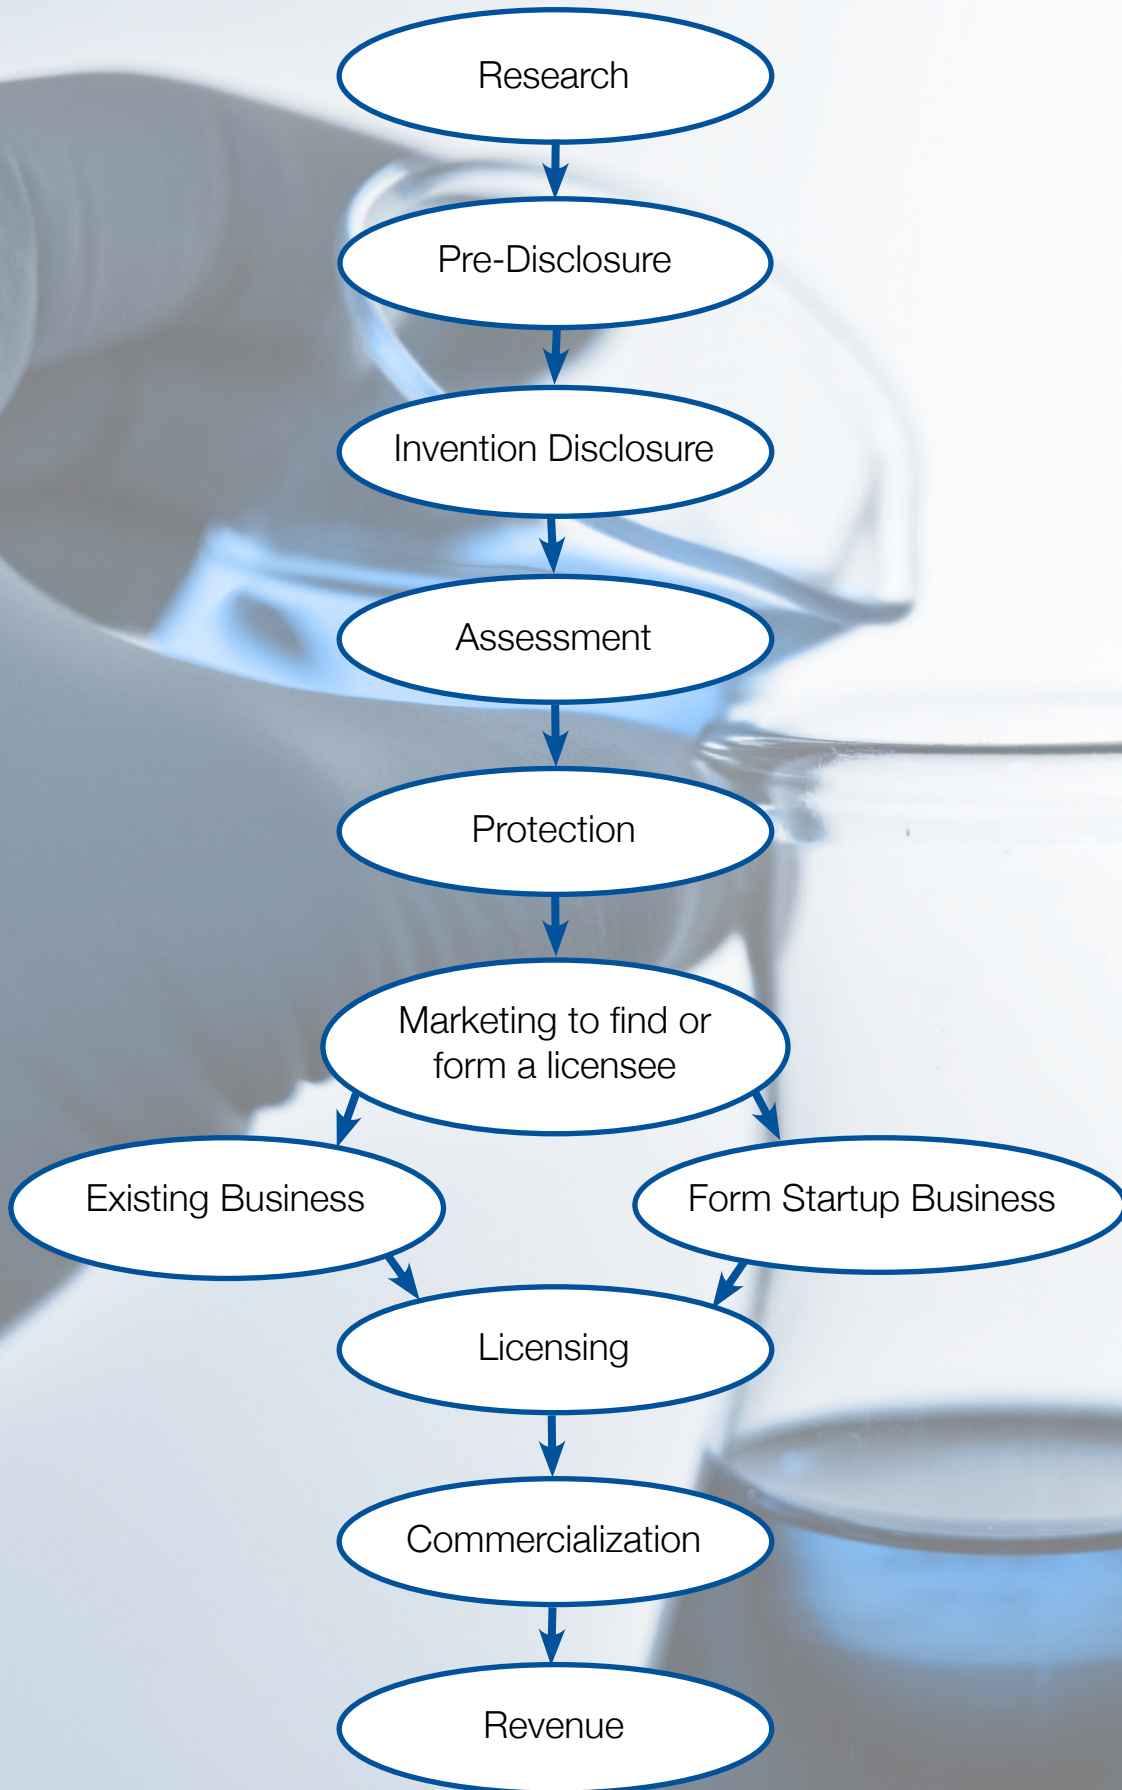 Research
Pre-Disclosure
Invention Disclosure
Assessment
Protection
Marketing to find or
form a licensee
Existing Business
Form Startup Business
Licensing
Commercialization
Revenue